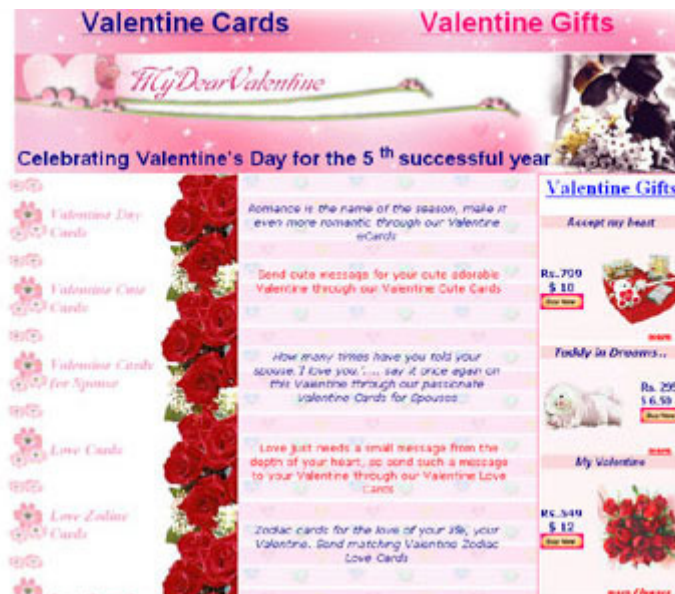 Valentine Cards
Valentine Gifts
MyDearValentine
Celebrating Valentine's Day for the 5 th successful year
Valentine Day
Cards
Valentine Cute
Cards
Valentine Cards
for Spouse
Love Cards
Love Zodiac
Cards
Romance is the name of the season, make it
even more romantic through our Valentine
eCards
Send cute message for your cute adorable
Valentine through our Valentine Cute Cards
How many times have you told your
spouse,'I love you.'.... say it once again on
this Valentine through our passionate
Valentine Cards for Spouses
Love just needs a small message from the
depth of your heart, so send such a message
to your Valentine through our Valentine Love
Cards
Zodiac cards for the love of your life, your
Valentine. Send matching Valentine Zodiac
Love Cards
Valentine Gifts
Accept my heart
Rs.799
$ 18
Buy Now
more
Teddy in Dreams..
Rs. 295
$ 6.50
Buy Now
more
My Valentine
Rs.549
$ 12
Buy Now